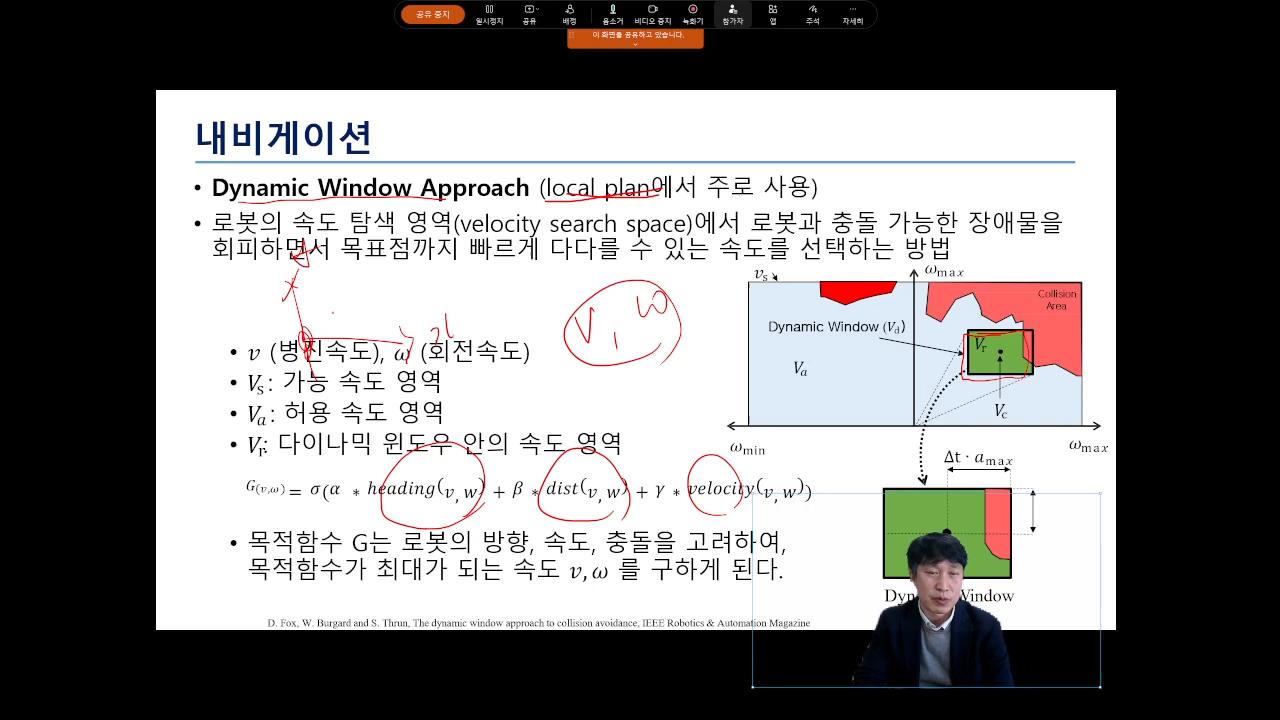 공유 중지 일시정지 공유 배정 음소거 비디오 중지 녹화기 참가자 앱 주석 자세히
이 화면을 공유하고 있습니다.
내비게이션
• Dynamic Window Approach (local plan에서 주로 사용)
• 로봇의 속도 탐색 영역(velocity search space)에서 로봇과 충돌 가능한 장애물을
회피하면서 목표점까지 빠르게 다다를 수 있는 속도를 선택하는 방법
V, ω
• v (병진속도), ω (회전속도)
• Vs: 가능 속도 영역
• Va: 허용 속도 영역
• Vr: 다이나믹 윈도우 안의 속도 영역
G(v,ω) = σ(α * heading(v, w) + β * dist(v, w) + γ * velocity(v, w))
• 목적함수 G는 로봇의 방향, 속도, 충돌을 고려하여,
목적함수가 최대가 되는 속도 v, ω 를 구하게 된다.
vs
ωmax
Collision
Area
Dynamic Window (Vd)
Vr
Va
Vc
ωmin
ωmax
Δt · amax
D. Fox, W. Burgard and S. Thrun, The dynamic window approach to collision avoidance, IEEE Robotics & Automation Magazine